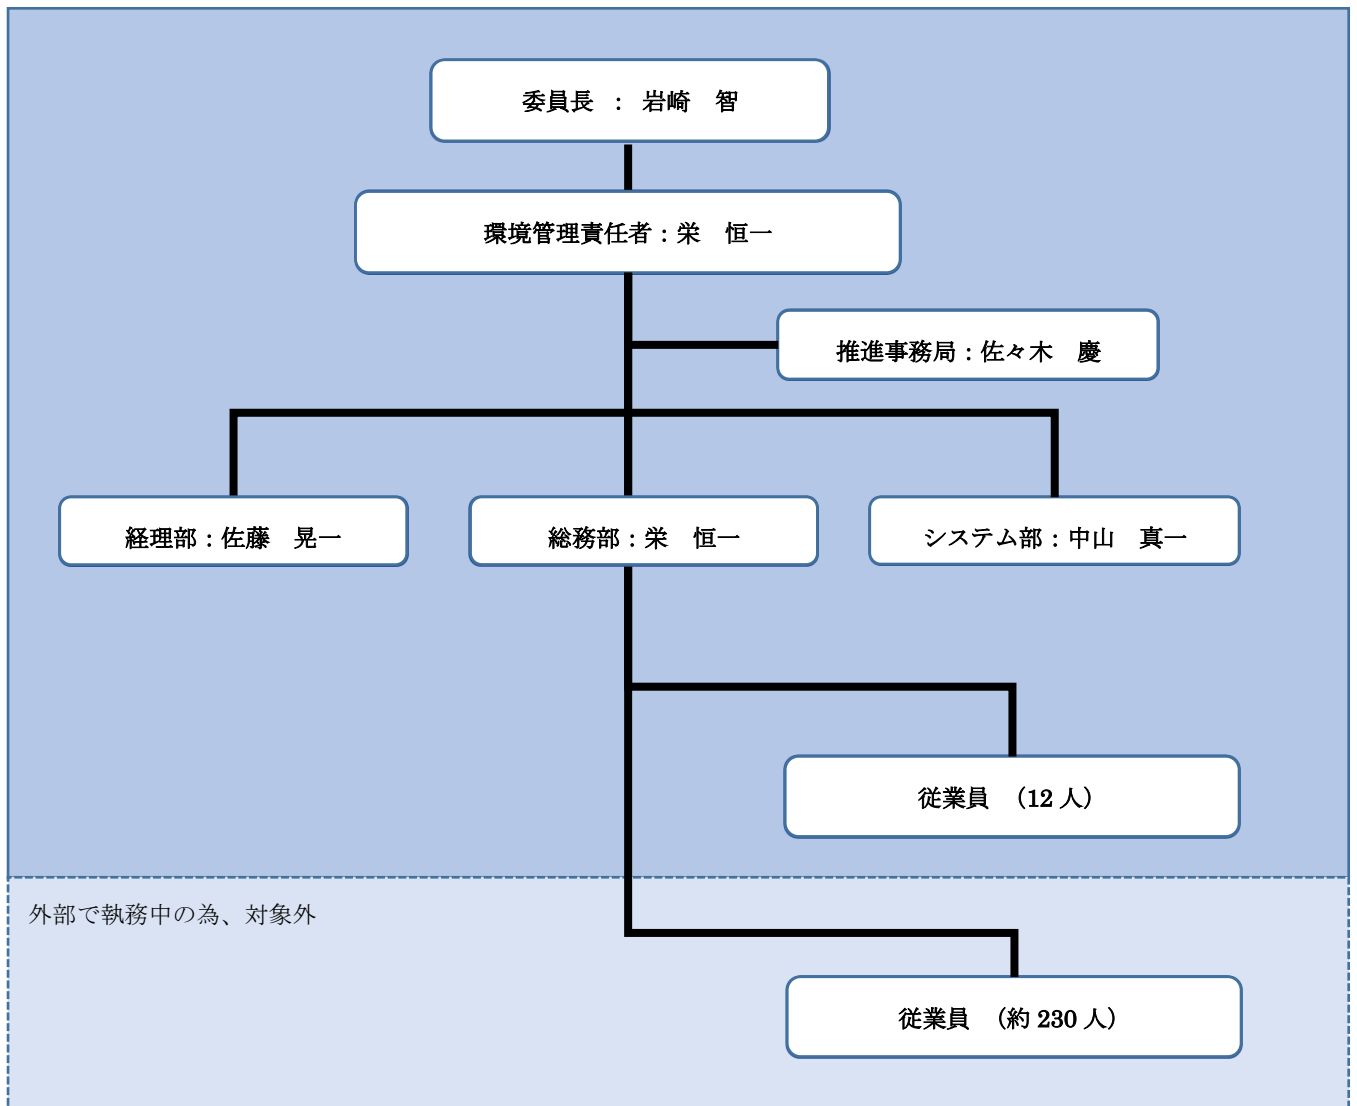 委員長　：　岩崎　智
環境管理責任者：栄　恒一
推進事務局：佐々木　慶
経理部：佐藤　晃一
総務部：栄　恒一
システム部：中山　真一
従業員　（12 人）
外部で執務中の為、対象外
従業員　（約 230 人）